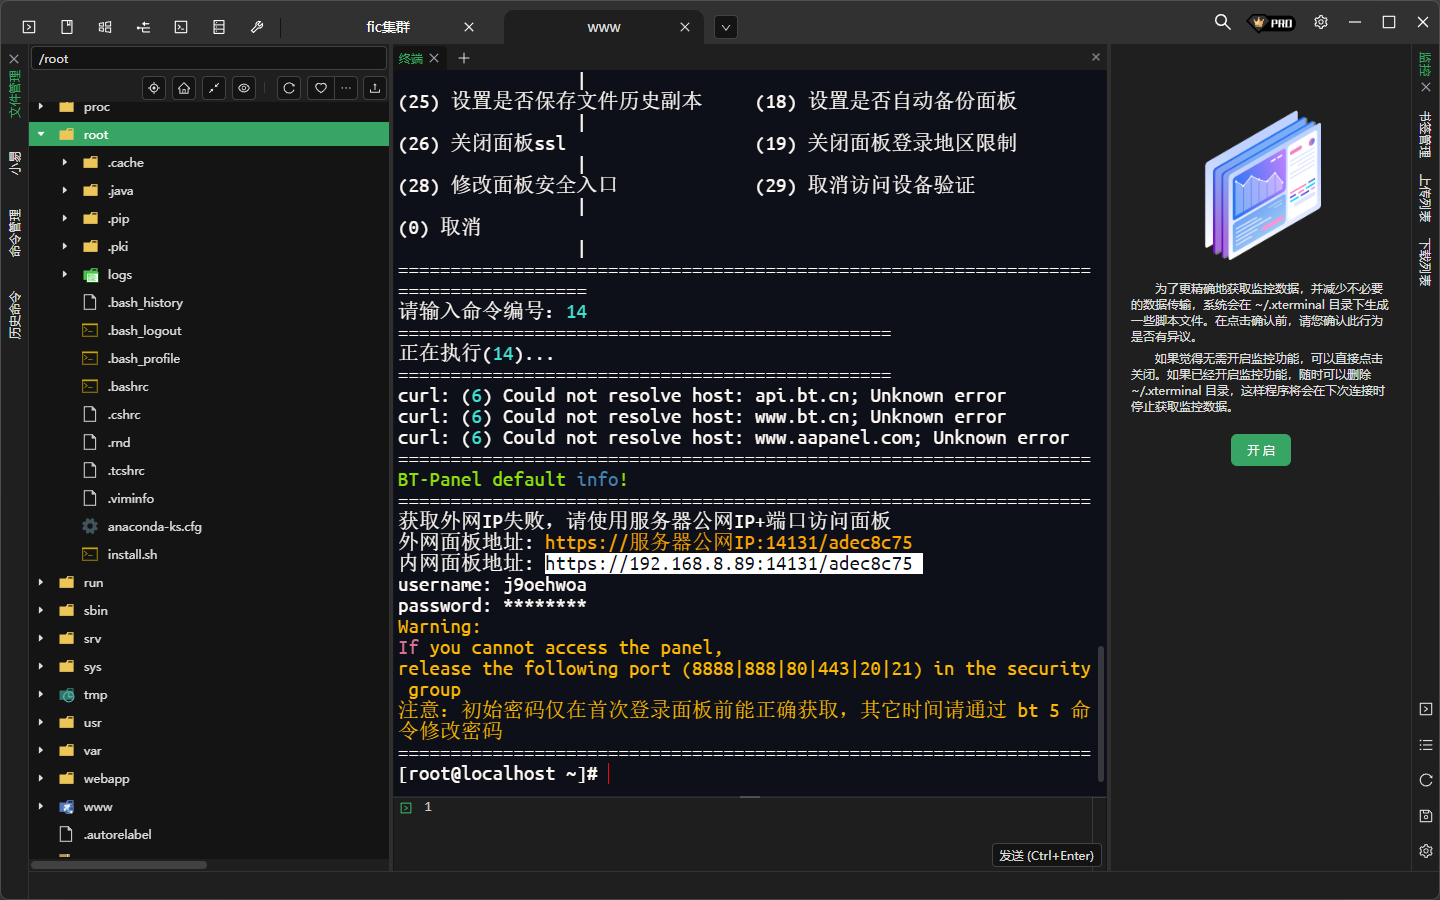 fic集群
www
PRO
/root
终端
文件管理
小易
命令管理
历史命令
proc
root
.cache
.java
.pip
.pki
logs
.bash_history
.bash_logout
.bash_profile
.bashrc
.cshrc
.rnd
.tcshrc
.viminfo
anaconda-ks.cfg
install.sh
run
sbin
srv
sys
tmp
usr
var
webapp
www
.autorelabel
|
(25) 设置是否保存文件历史副本 (18) 设置是否自动备份面板
|
(26) 关闭面板ssl (19) 关闭面板登录地区限制
|
(28) 修改面板安全入口 (29) 取消访问设备验证
|
(0) 取消
|
==================================================================
==================
请输入命令编号：14
===============================================
正在执行(14)...
===============================================
curl: (6) Could not resolve host: api.bt.cn; Unknown error
curl: (6) Could not resolve host: www.bt.cn; Unknown error
curl: (6) Could not resolve host: www.aapanel.com; Unknown error
==================================================================
BT-Panel default info!
==================================================================
获取外网IP失败，请使用服务器公网IP+端口访问面板
外网面板地址: https://服务器公网IP:14131/adec8c75
内网面板地址: https://192.168.8.89:14131/adec8c75
username: j9oehwoa
password: ********
Warning:
If you cannot access the panel,
release the following port (8888|888|80|443|20|21) in the security
group
注意：初始密码仅在首次登录面板前能正确获取，其它时间请通过 bt 5 命
令修改密码
==================================================================
[root@localhost ~]#
1
发送 (Ctrl+Enter)
为了更精确地获取监控数据，并减少不必要
的数据传输，系统会在 ~/.xterminal 目录下生成
一些脚本文件。在点击确认前，请您确认此行为
是否有异议。
如果觉得无需开启监控功能，可以直接点击
关闭。如果已经开启监控功能，随时可以删除
~/.xterminal 目录，这样程序将会在下次连接时
停止获取监控数据。
开 启
监控
书签管理
上传列表
下载列表